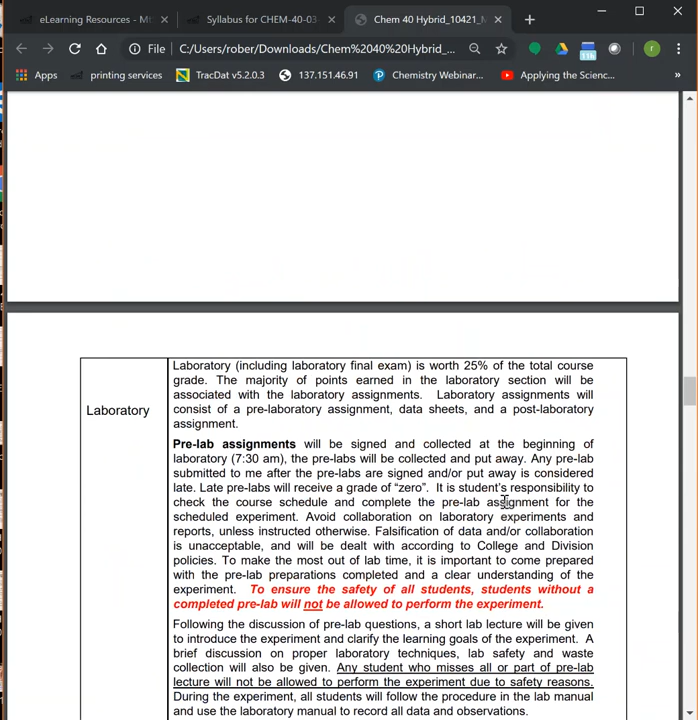 eLearning Resources - Mt
Syllabus for CHEM-40-03
Chem 40 Hybrid_10421_
File C:/Users/rober/Downloads/Chem%2040%20Hybrid_...
r
11h
Apps printing services TracDat v5.2.0.3 137.151.46.91 Chemistry Webinar... Applying the Scienc... »
Laboratory
Laboratory (including laboratory final exam) is worth 25% of the total course
grade. The majority of points earned in the laboratory section will be
associated with the laboratory assignments. Laboratory assignments will
consist of a pre-laboratory assignment, data sheets, and a post-laboratory
assignment.
Pre-lab assignments will be signed and collected at the beginning of
laboratory (7:30 am), the pre-labs will be collected and put away. Any pre-lab
submitted to me after the pre-labs are signed and/or put away is considered
late. Late pre-labs will receive a grade of “zero”. It is student’s responsibility to
check the course schedule and complete the pre-lab assignment for the
scheduled experiment. Avoid collaboration on laboratory experiments and
reports, unless instructed otherwise. Falsification of data and/or collaboration
is unacceptable, and will be dealt with according to College and Division
policies. To make the most out of lab time, it is important to come prepared
with the pre-lab preparations completed and a clear understanding of the
experiment. To ensure the safety of all students, students without a
completed pre-lab will not be allowed to perform the experiment.
Following the discussion of pre-lab questions, a short lab lecture will be given
to introduce the experiment and clarify the learning goals of the experiment. A
brief discussion on proper laboratory techniques, lab safety and waste
collection will also be given. Any student who misses all or part of pre-lab
lecture will not be allowed to perform the experiment due to safety reasons.
During the experiment, all students will follow the procedure in the lab manual
and use the laboratory manual to record all data and observations.